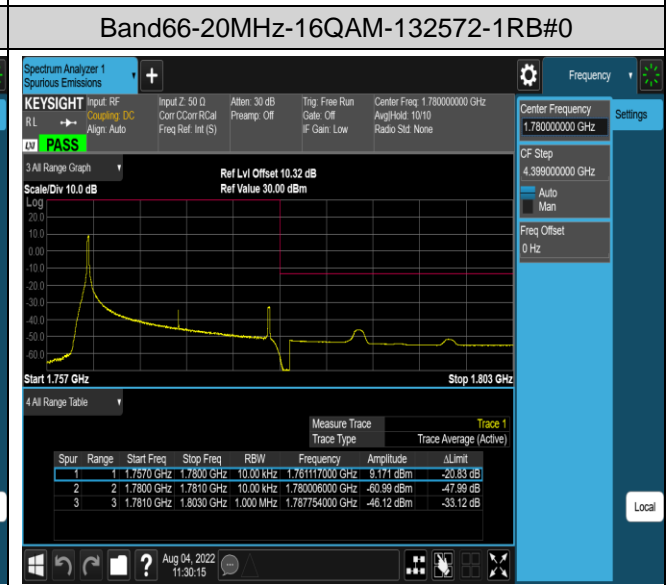 Band66-20MHz-16QAM-132572-1RB#0
Spectrum Analyzer 1
Spurious Emissions
KEYSIGHT
RL
LXI PASS
Input: RF
Coupling: DC
Align: Auto
Input Z: 50 Ω
Corr CCorr RCal
Freq Ref: Int (S)
Atten: 30 dB
Preamp: Off
Trig: Free Run
Gate: Off
IF Gain: Low
Center Freq: 1.780000000 GHz
Avg|Hold: 10/10
Radio Std: None
3 All Range Graph
Scale/Div 10.0 dB
Ref Lvl Offset 10.32 dB
Ref Value 30.00 dBm
Log
20.0
10.0
0.00
-10.0
-20.0
-30.0
-40.0
-50.0
-60.0
Start 1.757 GHz
Stop 1.803 GHz
4 All Range Table
Measure Trace Trace 1
Trace Type Trace Average (Active)
Spur Range Start Freq Stop Freq RBW Frequency Amplitude ΔLimit
1 1 1.7570 GHz 1.7800 GHz 10.00 kHz 1.761117000 GHz 9.171 dBm -20.83 dB
2 2 1.7800 GHz 1.7810 GHz 10.00 kHz 1.780006000 GHz -60.99 dBm -47.99 dB
3 3 1.7810 GHz 1.8030 GHz 1.000 MHz 1.787754000 GHz -46.12 dBm -33.12 dB
Aug 04, 2022
11:30:15
Frequency
Center Frequency
1.780000000 GHz
Settings
CF Step
4.399000000 GHz
Auto
Man
Freq Offset
0 Hz
Local